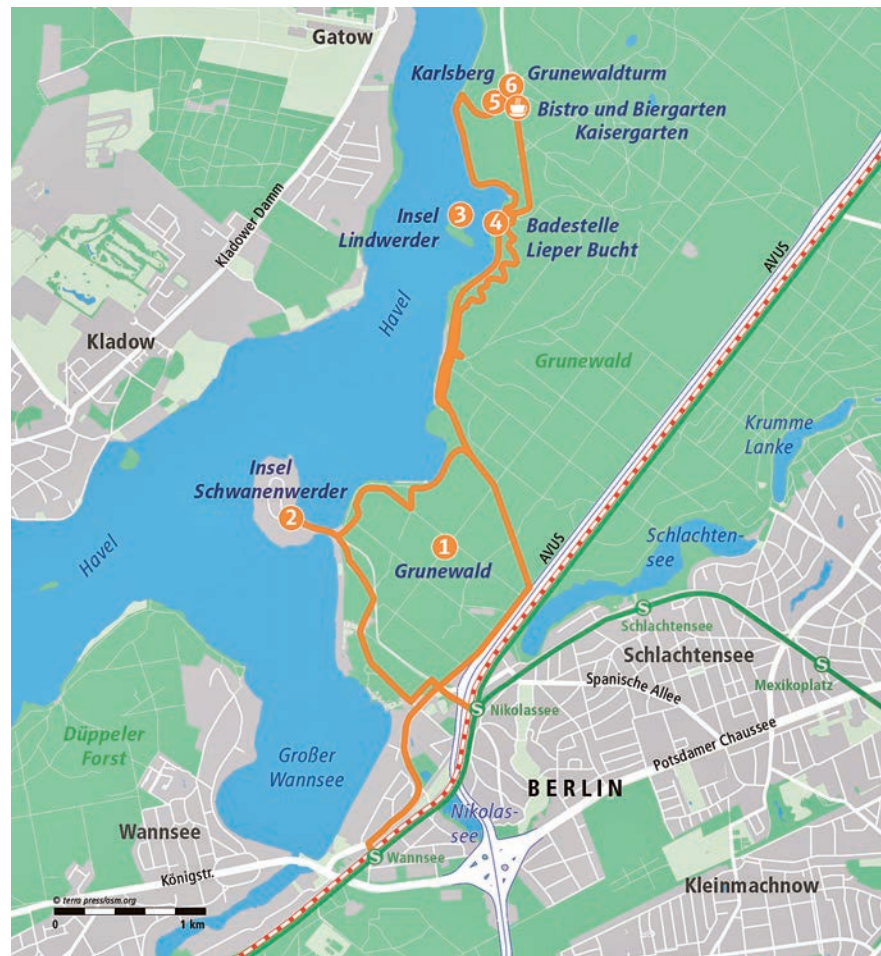 Gatow
Karlsberg
6
Grunewaldturm
5
Bistro und Biergarten
Kaisergarten
Kladower Damm
Insel
Lindwerder
3
4
Badestelle
Lieper Bucht
AVUS
Havel
Kladow
Grunewald
Krumme
Lanke
Insel
Schwanenwerder
2
Havel
1
Grunewald
AVUS
Schlachten-
see
S
Schlachtensee
Schlachtensee
S
Mexikoplatz
Spanische Allee
S
Nikolassee
Potsdamer Chaussee
Düppeler
Forst
Großer
Wannsee
BERLIN
Nikolas-
see
Wannsee
S
Wannsee
Königstr.
Kleinmachnow
© terra press/osm.org
0
1 km